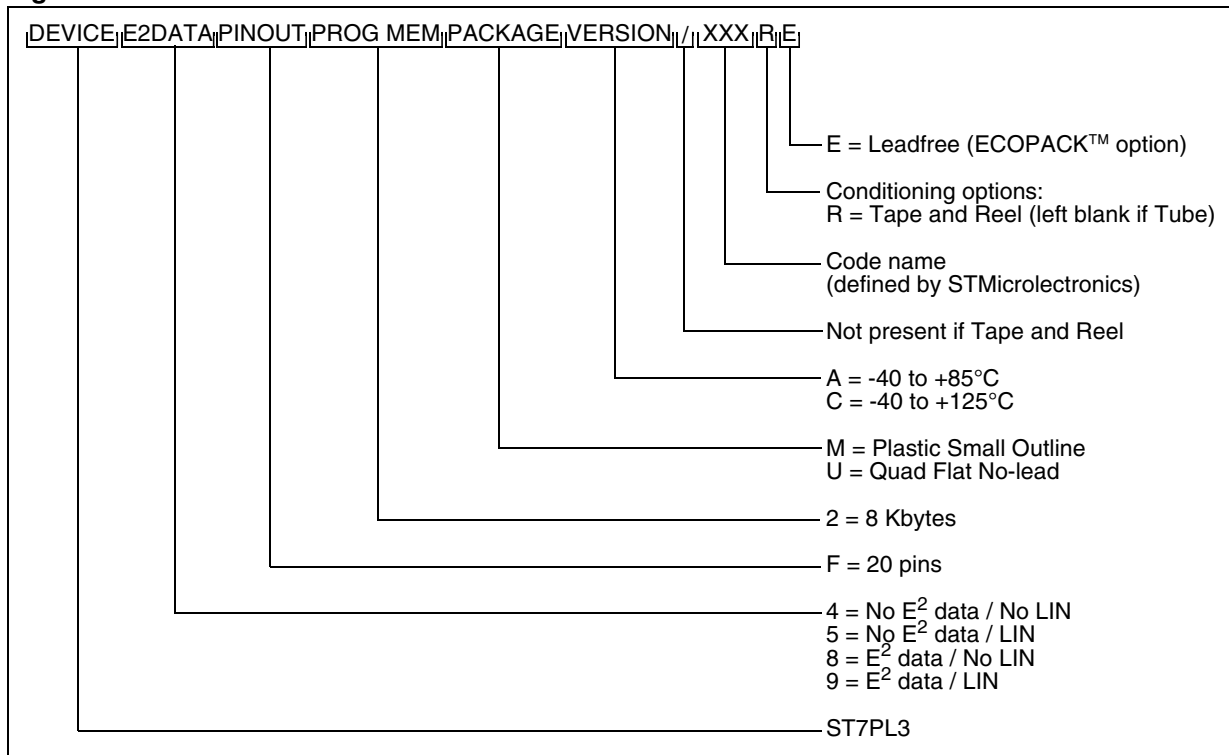 DEVICE E2DATA PINOUT PROG MEM PACKAGE VERSION / XXX R E
E = Leadfree (ECOPACK™ option)
Conditioning options:
R = Tape and Reel (left blank if Tube)
Code name
(defined by STMicrolectronics)
Not present if Tape and Reel
A = -40 to +85°C
C = -40 to +125°C
M = Plastic Small Outline
U = Quad Flat No-lead
2 = 8 Kbytes
F = 20 pins
4 = No E² data / No LIN
5 = No E² data / LIN
8 = E² data / No LIN
9 = E² data / LIN
ST7PL3